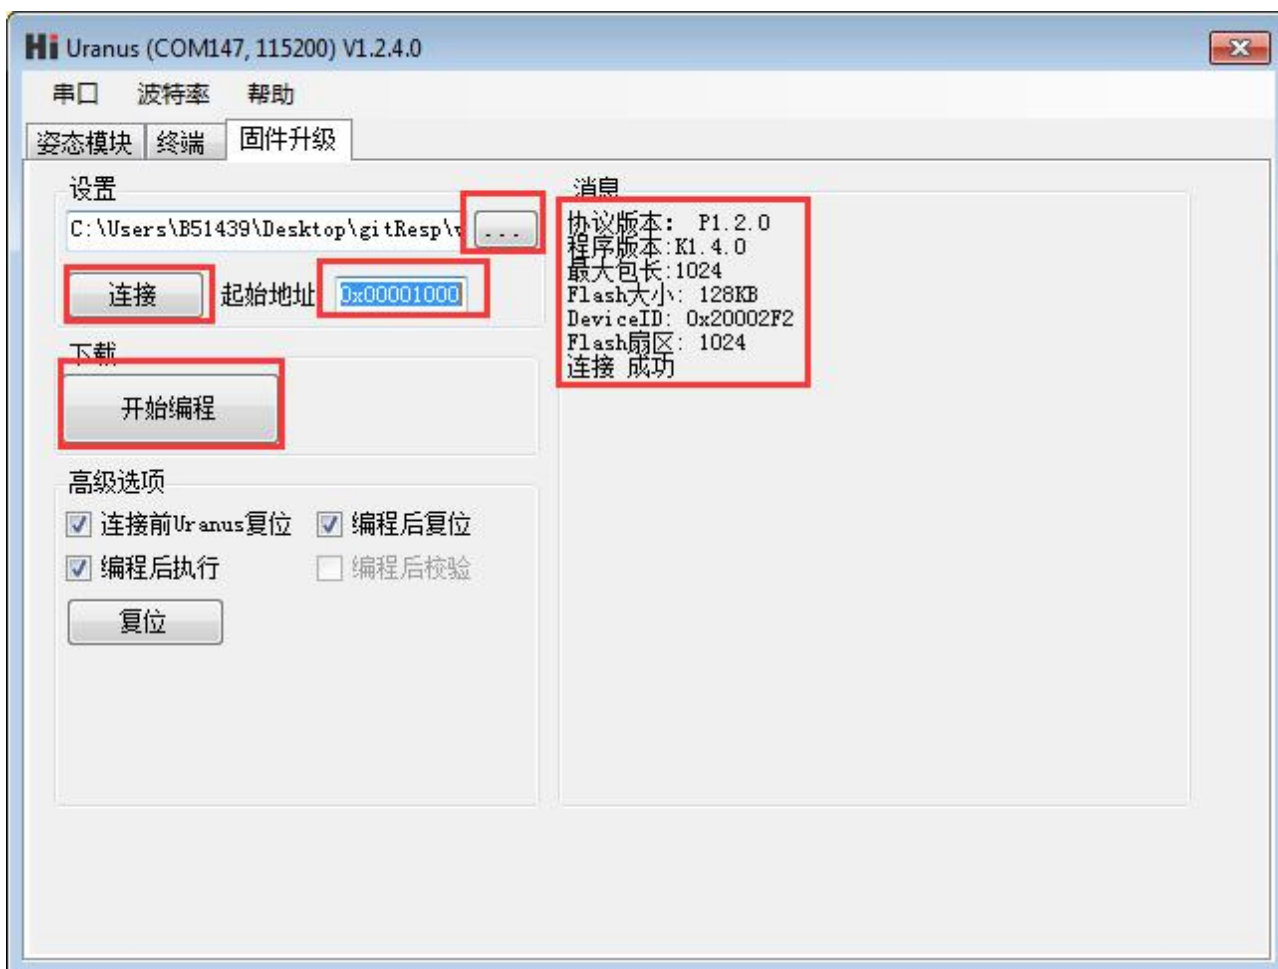 Hi Uranus (COM147, 115200) V1.2.4.0
串口 波特率 帮助
姿态模块 终端 固件升级
设置
C:\Users\B51439\Desktop\gitResp\ ...
连接 起始地址 0x00001000
下载
开始编程
高级选项
连接前Uranus复位 编程后复位
编程后执行 编程后校验
复位
消息
协议版本: P1.2.0
程序版本:K1.4.0
最大包长:1024
Flash大小: 128KB
DeviceID: 0x20002F2
Flash扇区: 1024
连接 成功